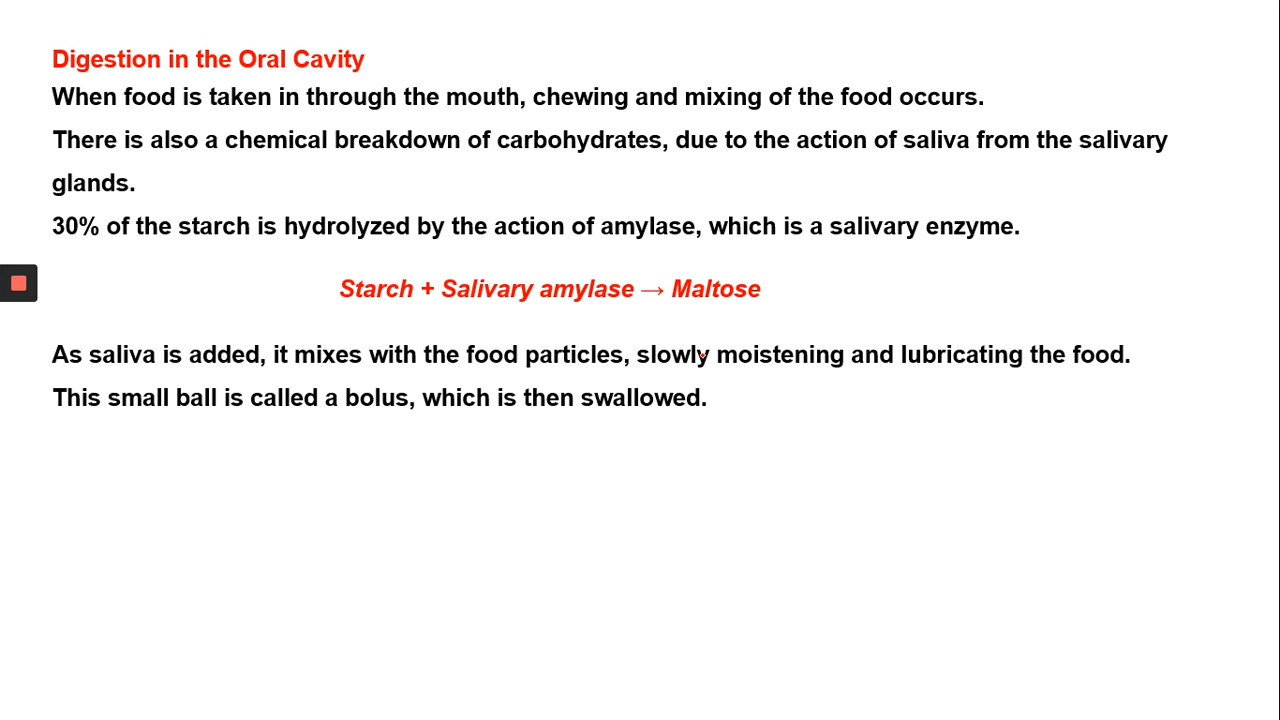 Digestion in the Oral Cavity
When food is taken in through the mouth, chewing and mixing of the food occurs.
There is also a chemical breakdown of carbohydrates, due to the action of saliva from the salivary
glands.
30% of the starch is hydrolyzed by the action of amylase, which is a salivary enzyme.
Starch + Salivary amylase → Maltose
As saliva is added, it mixes with the food particles, slowly moistening and lubricating the food.
This small ball is called a bolus, which is then swallowed.